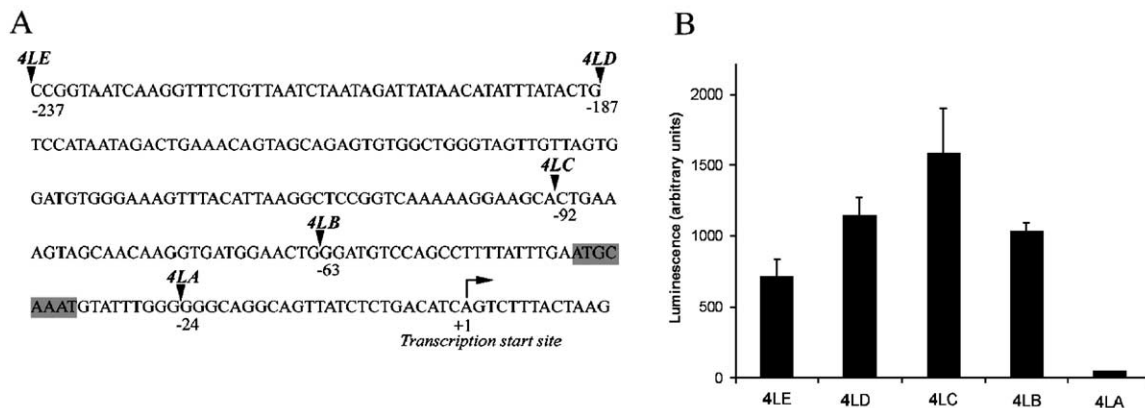 A
4LE 4LD
CCGGTAATCAAGGTTTCTGTTAATCTAATAGATTATAACATATTTATACTG
-237 -187
TCCATAATAGACTGAAACAGTAGCAGAGTGTGGCTGGGTAGTTGTTAGTG
4LC
GATGTGGGAAAGTTTACATTAAGGCTCCGGTCAAAAAGGAAGCACTGAA
-92
4LB
AGTAGCAACAAGGTGATGGAACTGGGATGTCCAGCCTTTTATTTGAATGC
-63
4LA
AAATGTATTTGGGGGGCAGGCAGTTATCTCTGACATCAGTCTTTACTAAG
-24 +1
Transcription start site
B
Luminescence (arbitrary units)
2000
1500
1000
500
0
4LE 4LD 4LC 4LB 4LA